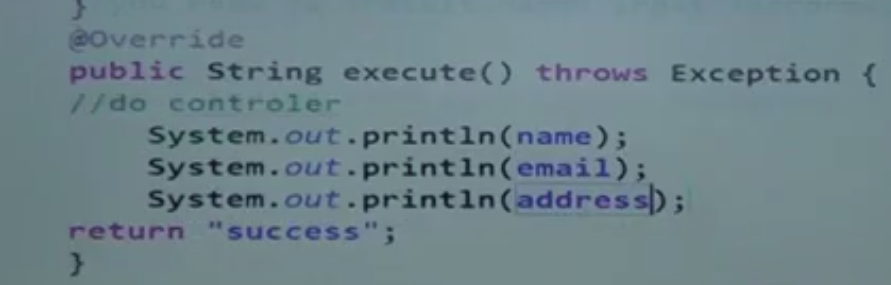 }
@Override
public String execute() throws Exception {
//do controler
System.out.println(name);
System.out.println(email);
System.out.println(address);
return "success";
}